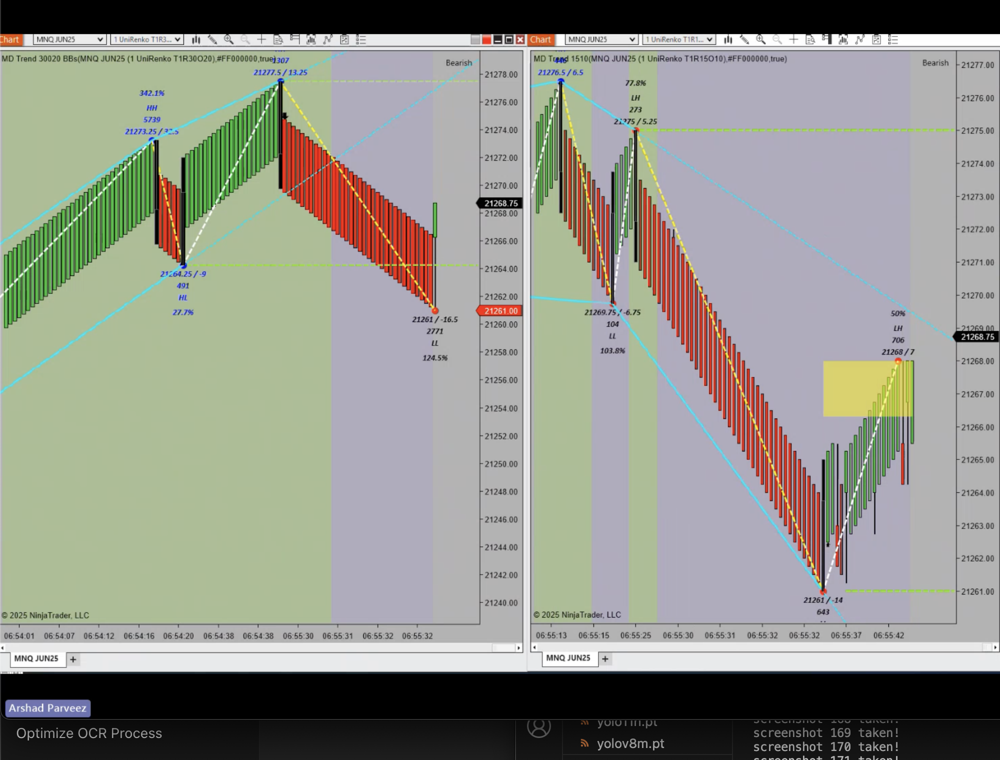 Chart
MNQ JUN25
1 UniRenko T1R3...
MD Trend 30020 BBs(MNQ JUN25 (1 UniRenko T1R30O20),#FF000000,true)
Bearish
1307
21277.5 / 13.25
342.1%
HH
5739
21273.25 /
21264.25 / -9
491
HL
27.7%
21261 / -16.5
2771
LL
124.5%
21278.00
21276.00
21274.00
21272.00
21270.00
21268.75
21268.00
21266.00
21264.00
21262.00
21261.00
21260.00
21258.00
21256.00
21254.00
21252.00
21250.00
21248.00
21246.00
21244.00
21242.00
21240.00
© 2025 NinjaTrader, LLC
06:54:01 06:54:07 06:54:12 06:54:16 06:54:20 06:54:38 06:54:38 06:55:30 06:55:31 06:55:32 06:55:32
MNQ JUN25 +
Chart
MNQ JUN25
1 UniRenko T1R1...
MD Trend 1510(MNQ JUN25 (1 UniRenko T1R15O10),#FF000000,true)
Bearish
21276.5 / 6.5
77.8%
LH
273
21275 / 5.25
21269.75 / -6.75
104
LL
103.8%
50%
LH
706
21268 / 7
21261 / -14
643
21277.00
21276.00
21275.00
21274.00
21273.00
21272.00
21271.00
21270.00
21269.00
21268.75
21268.00
21267.00
21266.00
21265.00
21264.00
21263.00
21262.00
21261.00
© 2025 NinjaTrader, LLC
06:55:13 06:55:15 06:55:25 06:55:30 06:55:31 06:55:32 06:55:32 06:55:37 06:55:42
MNQ JUN25 +
Arshad Parveez
Optimize OCR Process
yolo11n.pt
yolov8m.pt
screenshot 168 taken!
screenshot 169 taken!
screenshot 170 taken!
screenshot 171 taken!